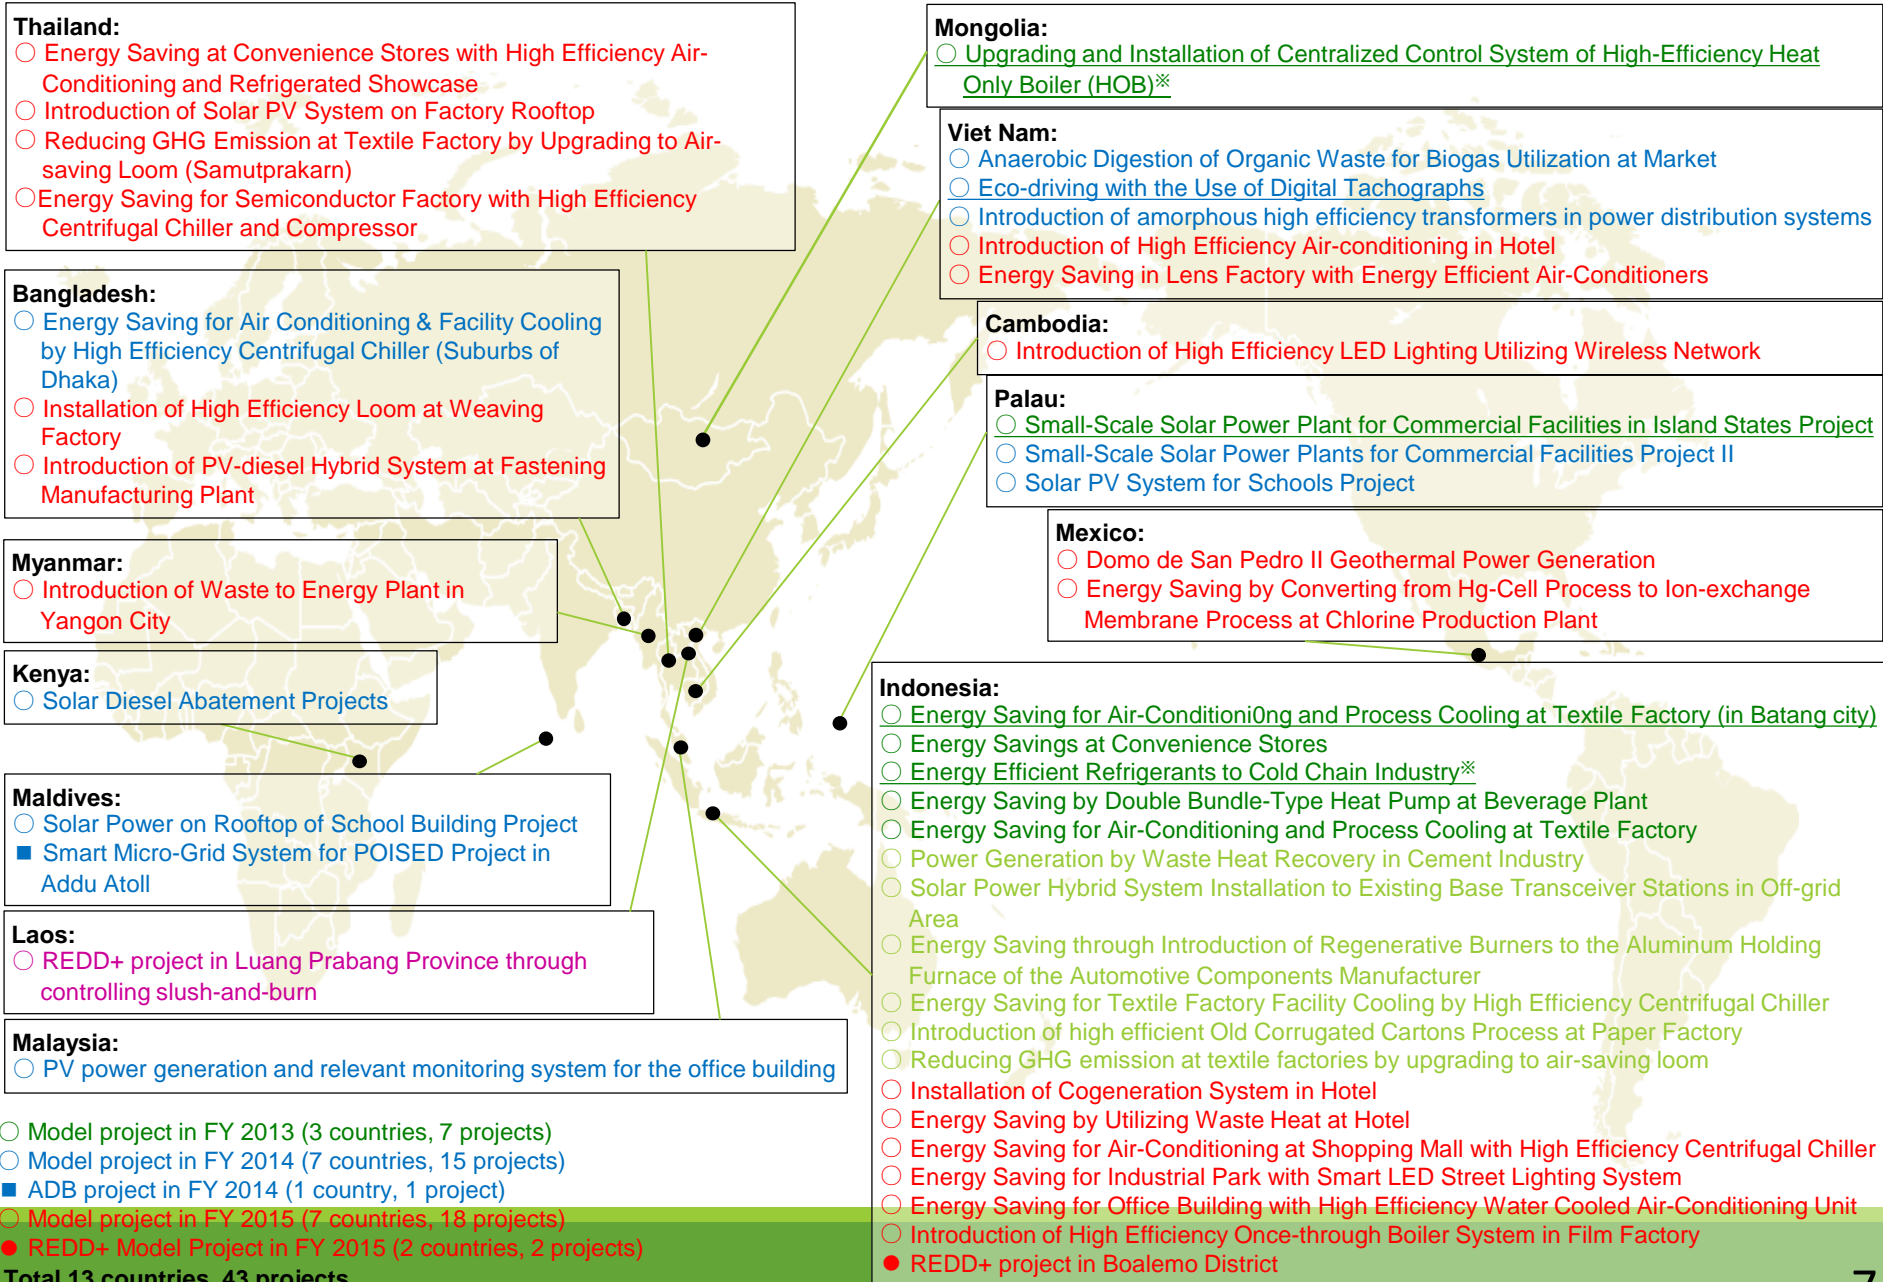 Thailand:
○ Energy Saving at Convenience Stores with High Efficiency Air-
Conditioning and Refrigerated Showcase
○ Introduction of Solar PV System on Factory Rooftop
○ Reducing GHG Emission at Textile Factory by Upgrading to Air-
saving Loom (Samutprakarn)
○Energy Saving for Semiconductor Factory with High Efficiency
Centrifugal Chiller and Compressor
Bangladesh:
○ Energy Saving for Air Conditioning & Facility Cooling
by High Efficiency Centrifugal Chiller (Suburbs of
Dhaka)
○ Installation of High Efficiency Loom at Weaving
Factory
○ Introduction of PV-diesel Hybrid System at Fastening
Manufacturing Plant
Myanmar:
○ Introduction of Waste to Energy Plant in
Yangon City
Kenya:
○ Solar Diesel Abatement Projects
Maldives:
○ Solar Power on Rooftop of School Building Project
■ Smart Micro-Grid System for POISED Project in
Addu Atoll
Laos:
○ REDD+ project in Luang Prabang Province through
controlling slush-and-burn
Malaysia:
○ PV power generation and relevant monitoring system for the office building
○ Model project in FY 2013 (3 countries, 7 projects)
○ Model project in FY 2014 (7 countries, 15 projects)
■ ADB project in FY 2014 (1 country, 1 project)
○ Model project in FY 2015 (7 countries, 18 projects)
● REDD+ Model Project in FY 2015 (2 countries, 2 projects)
Total 13 countries, 43 projects
Mongolia:
○ Upgrading and Installation of Centralized Control System of High-Efficiency Heat
Only Boiler (HOB)※
Viet Nam:
○ Anaerobic Digestion of Organic Waste for Biogas Utilization at Market
○ Eco-driving with the Use of Digital Tachographs
○ Introduction of amorphous high efficiency transformers in power distribution systems
○ Introduction of High Efficiency Air-conditioning in Hotel
○ Energy Saving in Lens Factory with Energy Efficient Air-Conditioners
Cambodia:
○ Introduction of High Efficiency LED Lighting Utilizing Wireless Network
Palau:
○ Small-Scale Solar Power Plant for Commercial Facilities in Island States Project
○ Small-Scale Solar Power Plants for Commercial Facilities Project II
○ Solar PV System for Schools Project
Mexico:
○ Domo de San Pedro II Geothermal Power Generation
○ Energy Saving by Converting from Hg-Cell Process to Ion-exchange
Membrane Process at Chlorine Production Plant
Indonesia:
○ Energy Saving for Air-Conditioni0ng and Process Cooling at Textile Factory (in Batang city)
○ Energy Savings at Convenience Stores
○ Energy Efficient Refrigerants to Cold Chain Industry※
○ Energy Saving by Double Bundle-Type Heat Pump at Beverage Plant
○ Energy Saving for Air-Conditioning and Process Cooling at Textile Factory
○ Power Generation by Waste Heat Recovery in Cement Industry
○ Solar Power Hybrid System Installation to Existing Base Transceiver Stations in Off-grid
Area
○ Energy Saving through Introduction of Regenerative Burners to the Aluminum Holding
Furnace of the Automotive Components Manufacturer
○ Energy Saving for Textile Factory Facility Cooling by High Efficiency Centrifugal Chiller
○ Introduction of high efficient Old Corrugated Cartons Process at Paper Factory
○ Reducing GHG emission at textile factories by upgrading to air-saving loom
○ Installation of Cogeneration System in Hotel
○ Energy Saving by Utilizing Waste Heat at Hotel
○ Energy Saving for Air-Conditioning at Shopping Mall with High Efficiency Centrifugal Chiller
○ Energy Saving for Industrial Park with Smart LED Street Lighting System
○ Energy Saving for Office Building with High Efficiency Water Cooled Air-Conditioning Unit
○ Introduction of High Efficiency Once-through Boiler System in Film Factory
● REDD+ project in Boalemo District
7